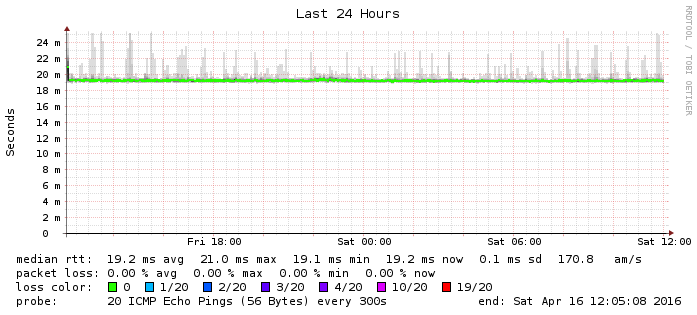 Last 24 Hours
RRDTOOL / TOBI OETIKER
Seconds
24 m
22 m
20 m
18 m
16 m
14 m
12 m
10 m
8 m
6 m
4 m
2 m
0
Fri 18:00 Sat 00:00 Sat 06:00 Sat 12:00
median rtt: 19.2 ms avg 21.0 ms max 19.1 ms min 19.2 ms now 0.1 ms sd 170.8 am/s
packet loss: 0.00 % avg 0.00 % max 0.00 % min 0.00 % now
loss color: 0 1/20 2/20 3/20 4/20 10/20 19/20
probe: 20 ICMP Echo Pings (56 Bytes) every 300s end: Sat Apr 16 12:05:08 2016